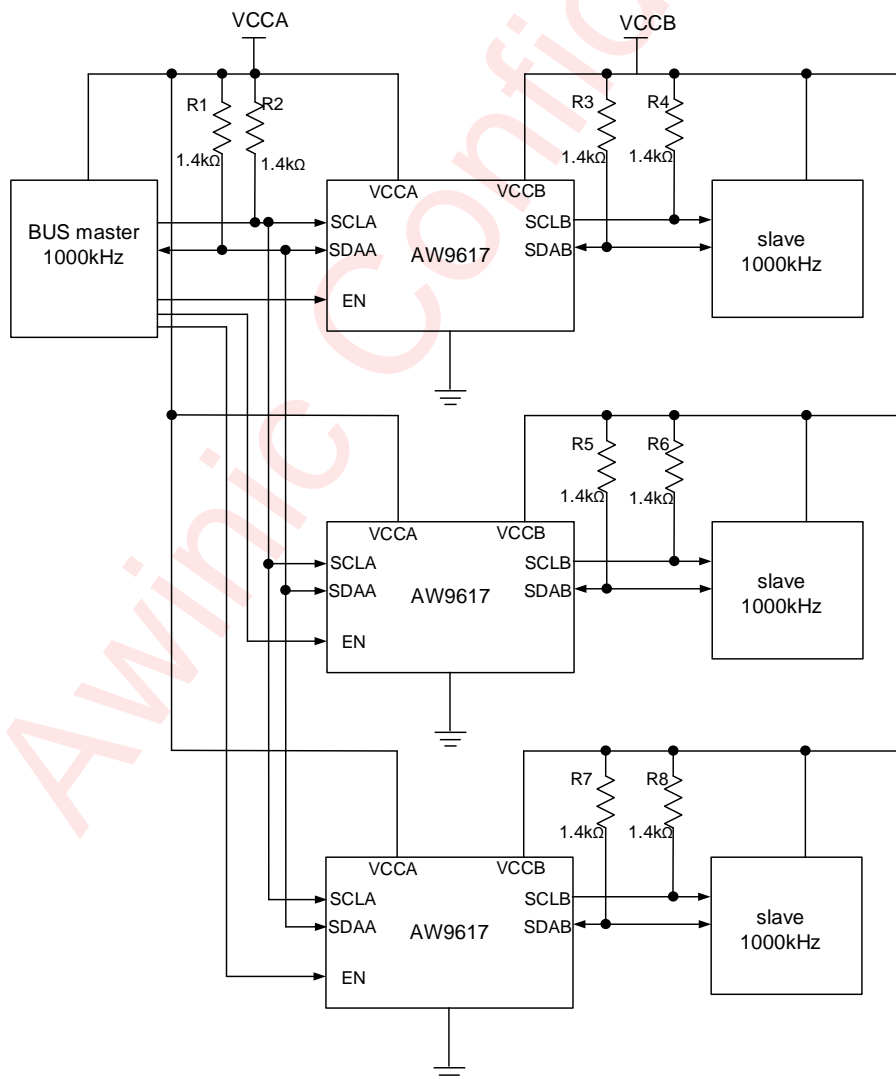 VCCA
VCCB
R1
R2
1.4kΩ
1.4kΩ
R3
R4
1.4kΩ
1.4kΩ
BUS master
1000kHz
VCCA
VCCB
SCLA
SDAA
EN
AW9617
SCLB
SDAB
slave
1000kHz
R5
R6
1.4kΩ
1.4kΩ
VCCA
VCCB
SCLA
SDAA
EN
AW9617
SCLB
SDAB
slave
1000kHz
R7
R8
1.4kΩ
1.4kΩ
VCCA
VCCB
SCLA
SDAA
EN
AW9617
SCLB
SDAB
slave
1000kHz
Awinic Confid